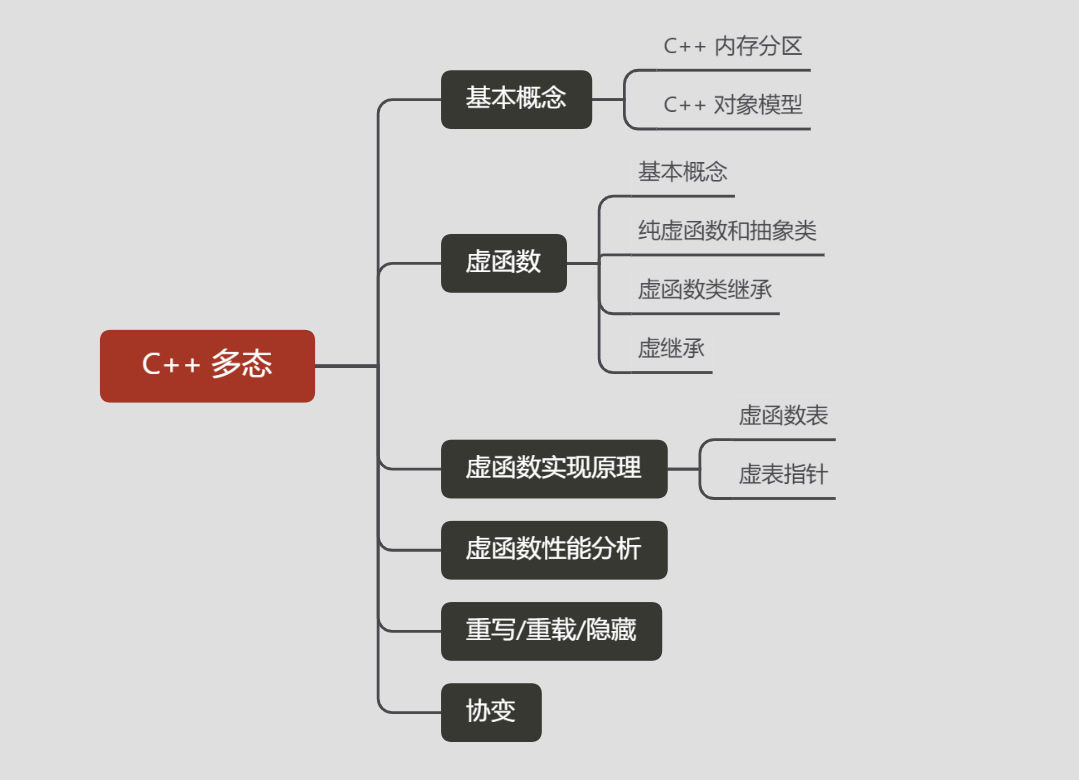 C++ 多态
基本概念
C++ 内存分区
C++ 对象模型
虚函数
基本概念
纯虚函数和抽象类
虚函数类继承
虚继承
虚函数实现原理
虚函数表
虚表指针
虚函数性能分析
重写/重载/隐藏
协变